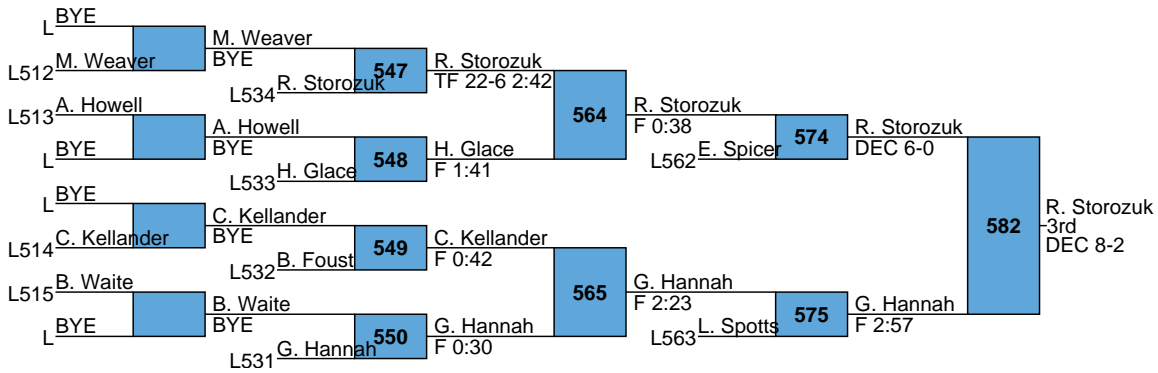 L BYE
M. Weaver
BYE
L512 M. Weaver
547
R. Storozuk
TF 22-6 2:42
L534 R. Storozuk
564
R. Storozuk
F 0:38
L513 A. Howell
A. Howell
BYE
L BYE
548
H. Glace
F 1:41
L533 H. Glace
574
R. Storozuk
DEC 6-0
L562 E. Spicer
L BYE
C. Kellander
BYE
L514 C. Kellander
549
C. Kellander
F 0:42
L532 B. Foust
582
R. Storozuk
3rd
DEC 8-2
565
G. Hannah
F 2:23
L515 B. Waite
B. Waite
BYE
L BYE
550
G. Hannah
F 0:30
L531 G. Hannah
575
G. Hannah
F 2:57
L563 L. Spotts